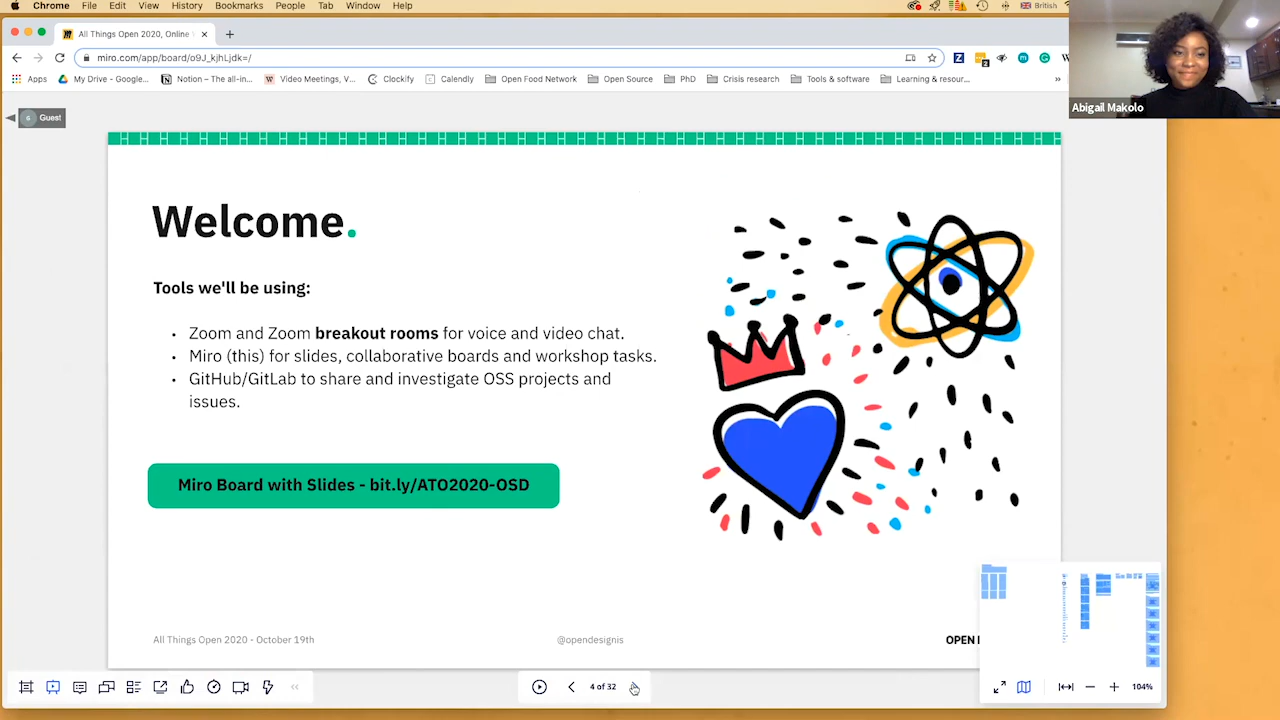 Chrome File Edit View History Bookmarks People Tab Window Help
British
All Things Open 2020, Online
miro.com/app/board/o9J_kjhLjdk=/
Apps My Drive - Google... Notion – The all-in... Video Meetings, V... Clockify Calendly Open Food Network Open Source PhD Crisis research Tools & software Learning & resour...
Abigail Makolo
Guest
Welcome.
Tools we'll be using:
• Zoom and Zoom breakout rooms for voice and video chat.
• Miro (this) for slides, collaborative boards and workshop tasks.
• GitHub/GitLab to share and investigate OSS projects and
issues.
Miro Board with Slides - bit.ly/ATO2020-OSD
All Things Open 2020 - October 19th
@opendesignis
OPEN
4 of 32
104%